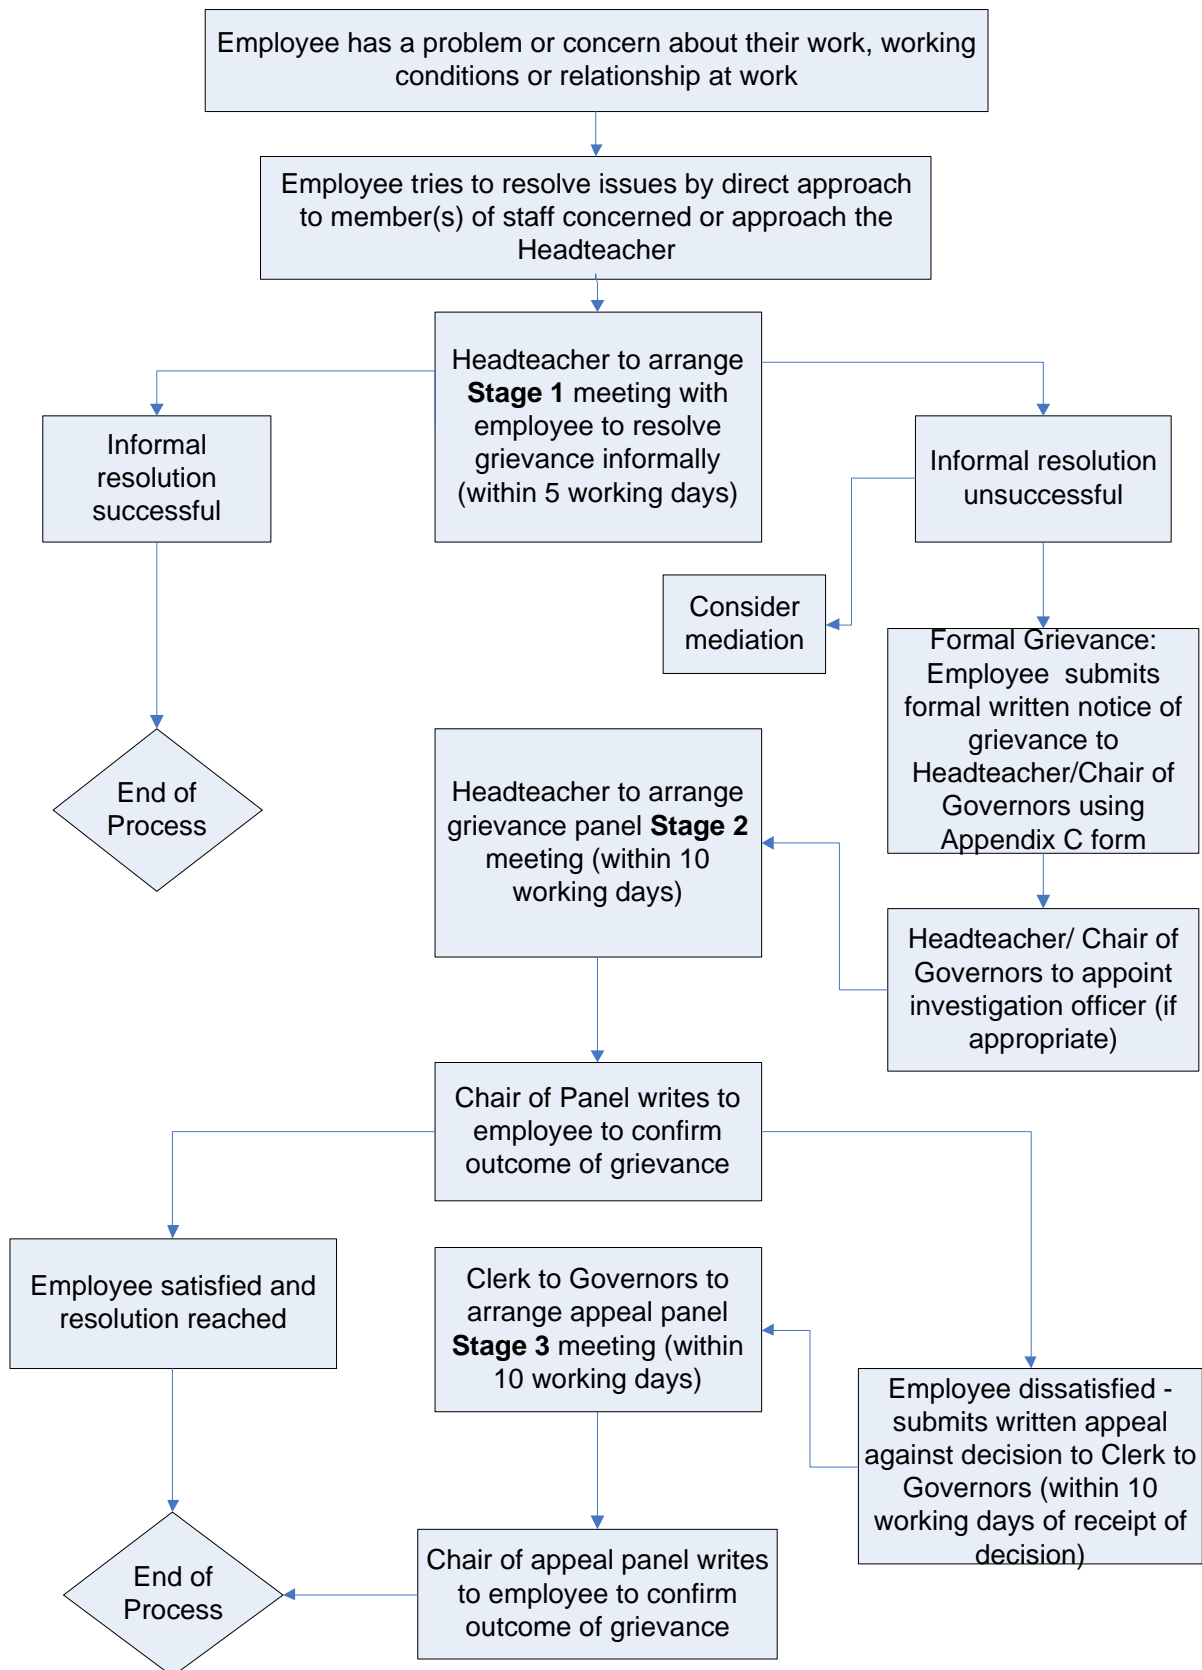 Employee has a problem or concern about their work, working
conditions or relationship at work
Employee tries to resolve issues by direct approach
to member(s) of staff concerned or approach the
Headteacher
Headteacher to arrange
Stage 1 meeting with
employee to resolve
grievance informally
(within 5 working days)
Informal
resolution
successful
Informal resolution
unsuccessful
Consider
mediation
Formal Grievance:
Employee  submits
formal written notice of
grievance to
Headteacher/Chair of
Governors using
Appendix C form
End of
Process
Headteacher to arrange
grievance panel Stage 2
meeting (within 10
working days)
Headteacher/ Chair of
Governors to appoint
investigation officer (if
appropriate)
Chair of Panel writes to
employee to confirm
outcome of grievance
Employee satisfied and
resolution reached
Clerk to Governors to
arrange appeal panel
Stage 3 meeting (within
10 working days)
Employee dissatisfied -
submits written appeal
against decision to Clerk to
Governors (within 10
working days of receipt of
decision)
End of
Process
Chair of appeal panel writes
to employee to confirm
outcome of grievance